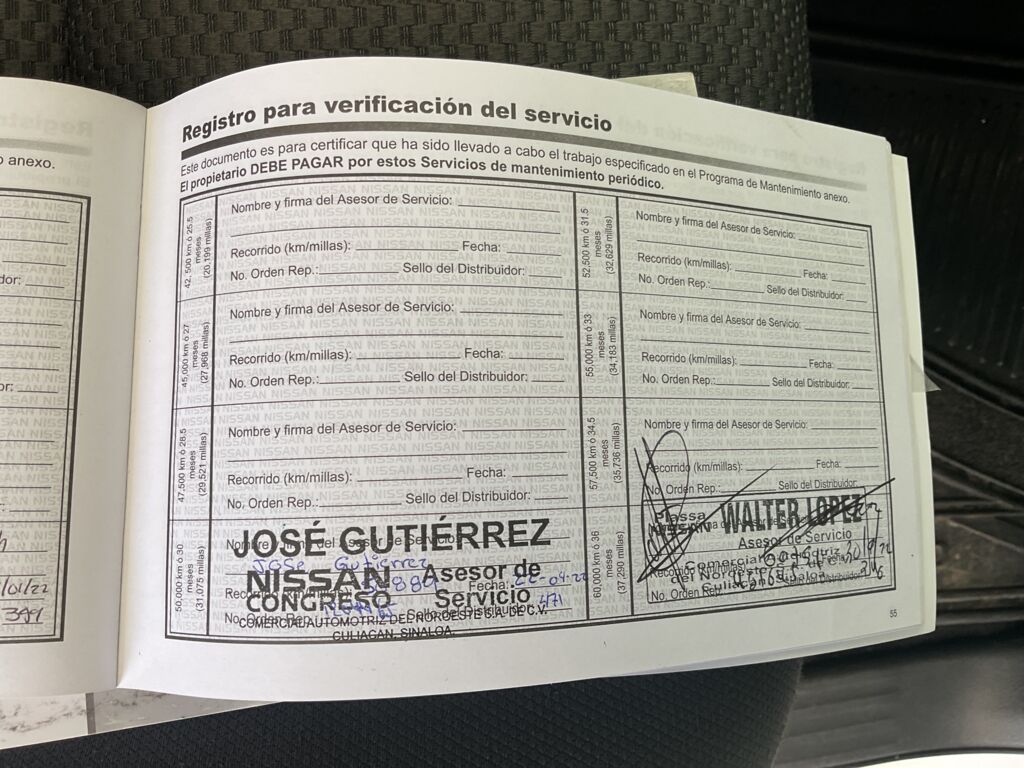 Registro para verificación del servicio
Este documento es para certificar que ha sido llevado a cabo el trabajo especificado en el Programa de Mantenimiento anexo.
El propietario DEBE PAGAR por estos Servicios de mantenimiento periódico.
42,500 km ó 25.5
meses
Nombre y firma del Asesor de Servicio:
Recorrido (km/millas): Fecha:
No. Orden Rep.: Sello del Distribuidor:
45,000 km ó 27
meses
(27,968 millas)
Nombre y firma del Asesor de Servicio:
Recorrido (km/millas): Fecha:
No. Orden Rep.: Sello del Distribuidor:
47,500 km ó 28.5
meses
(29,521 millas)
Nombre y firma del Asesor de Servicio:
Recorrido (km/millas): Fecha:
No. Orden Rep.: Sello del Distribuidor:
50,000 km ó 30
meses
(31,075 millas)
JOSÉ GUTIÉRREZ
Jose Gutierrez
NISSAN Asesor de
CONGRESO Servicio
COMERCIAL AUTOMOTRIZ DEL NOROESTE S.A. DE C.V.
CULIACAN, SINALOA.
52,500 km ó 31.5
meses
(32,629 millas)
Nombre y firma del Asesor de Servicio:
Recorrido (km/millas): Fecha:
No. Orden Rep.: Sello del Distribuidor:
55,000 km ó 33
meses
(34,183 millas)
Nombre y firma del Asesor de Servicio:
Recorrido (km/millas): Fecha:
No. Orden Rep.: Sello del Distribuidor:
57,500 km ó 34.5
meses
(35,736 millas)
Nombre y firma del Asesor de Servicio:
Recorrido (km/millas): Fecha:
No. Orden Rep.: Sello del Distribuidor:
60,000 km ó 36
meses
(37,290 millas)
WALTER LOPEZ
Asesor de Servicio
55
o anexo.